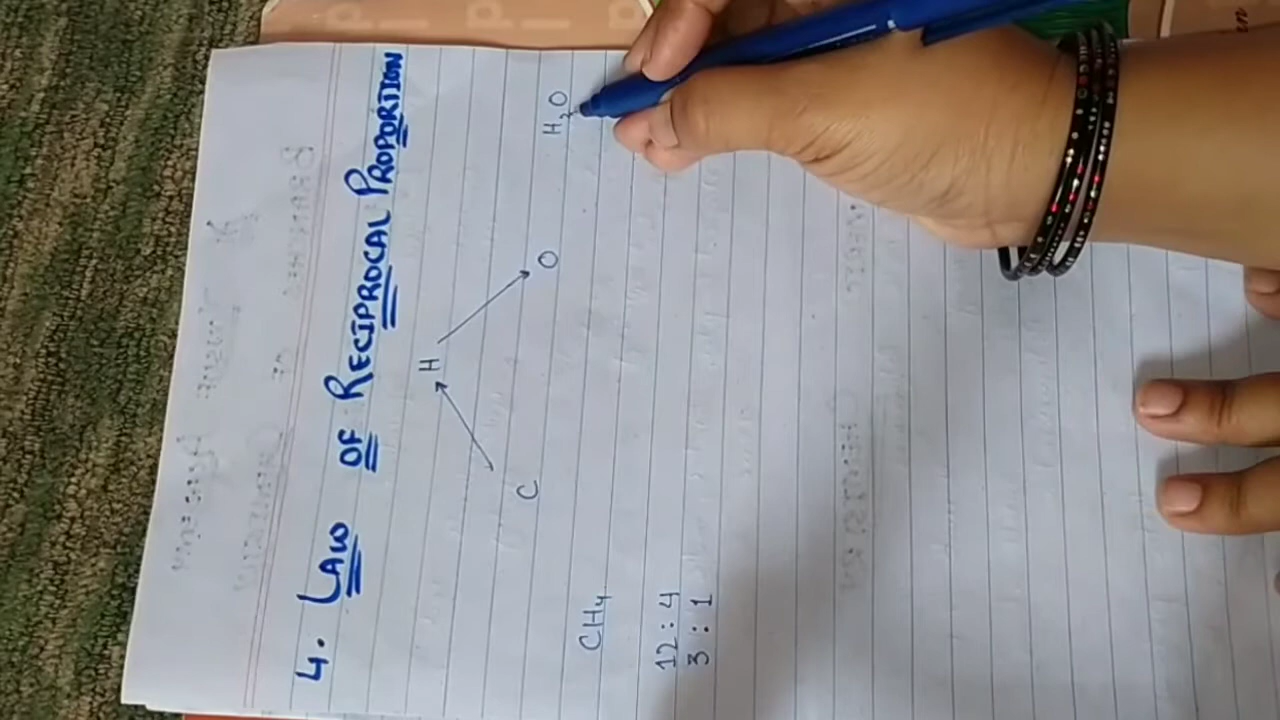 4. LAW OF RECIPROCAL PROPORTION
H
C
O
CH4
H2O
12 : 4
3 : 1